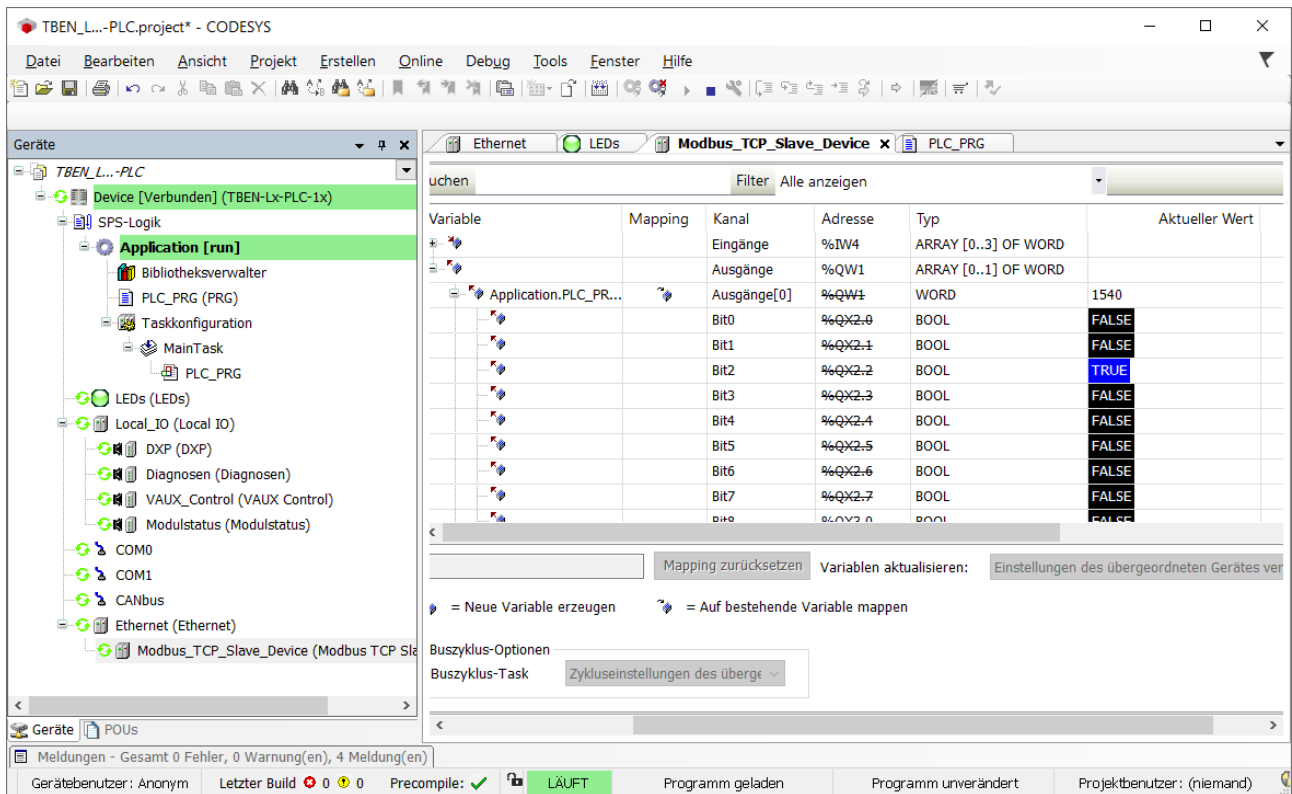 TBEN_L...-PLC.project* - CODESYS
Datei Bearbeiten Ansicht Projekt Erstellen Online Debug Tools Fenster Hilfe
Geräte
TBEN_L...-PLC
Device [Verbunden] (TBEN-Lx-PLC-1x)
SPS-Logik
Application [run]
Bibliotheksverwalter
PLC_PRG (PRG)
Taskkonfiguration
MainTask
PLC_PRG
LEDs (LEDs)
Local_IO (Local IO)
DXP (DXP)
Diagnosen (Diagnosen)
VAUX_Control (VAUX Control)
Modulstatus (Modulstatus)
COM0
COM1
CANbus
Ethernet (Ethernet)
Modbus_TCP_Slave_Device (Modbus TCP Sla
Geräte POUs
Ethernet LEDs Modbus_TCP_Slave_Device PLC_PRG
uchen Filter Alle anzeigen
Variable Mapping Kanal Adresse Typ Aktueller Wert
Eingänge %IW4 ARRAY [0..3] OF WORD
Ausgänge %QW1 ARRAY [0..1] OF WORD
Application.PLC_PR... Ausgänge[0] %QW1 WORD 1540
Bit0 %QX2.0 BOOL FALSE
Bit1 %QX2.1 BOOL FALSE
Bit2 %QX2.2 BOOL TRUE
Bit3 %QX2.3 BOOL FALSE
Bit4 %QX2.4 BOOL FALSE
Bit5 %QX2.5 BOOL FALSE
Bit6 %QX2.6 BOOL FALSE
Bit7 %QX2.7 BOOL FALSE
Bit8 %QX3.0 BOOL FALSE
Mapping zurücksetzen Variablen aktualisieren: Einstellungen des übergeordneten Gerätes ver
= Neue Variable erzeugen = Auf bestehende Variable mappen
Buszyklus-Optionen
Buszyklus-Task Zykluseinstellungen des überge
Meldungen - Gesamt 0 Fehler, 0 Warnung(en), 4 Meldung(en)
Gerätebenutzer: Anonym Letzter Build 0 0 Precompile: LÄUFT Programm geladen Programm unverändert Projektbenutzer: (niemand)